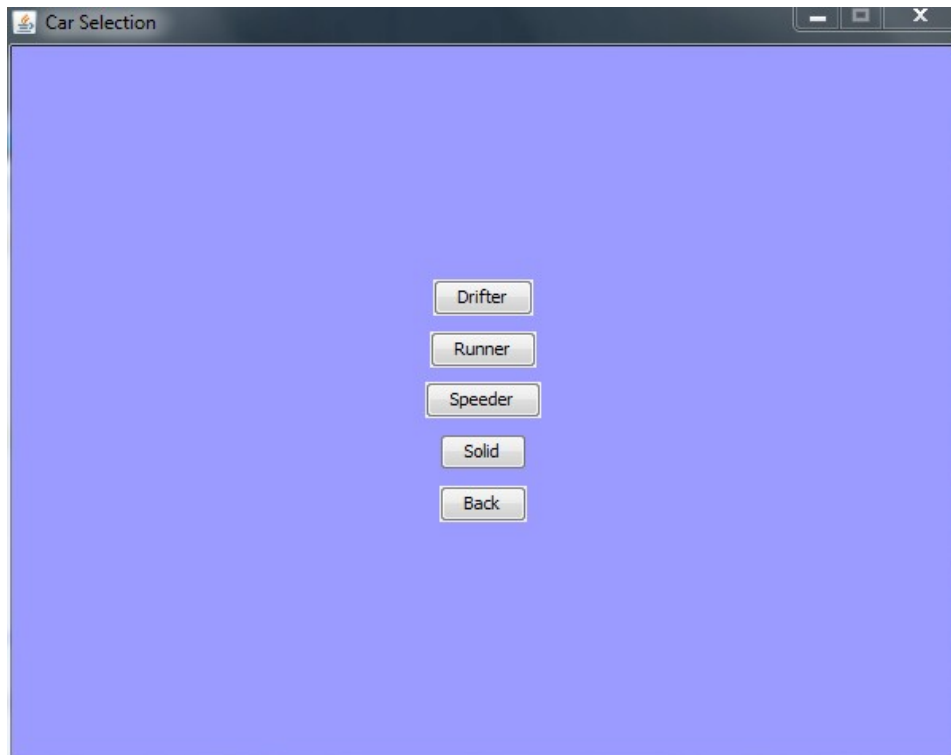 Car Selection
Drifter
Runner
Speeder
Solid
Back